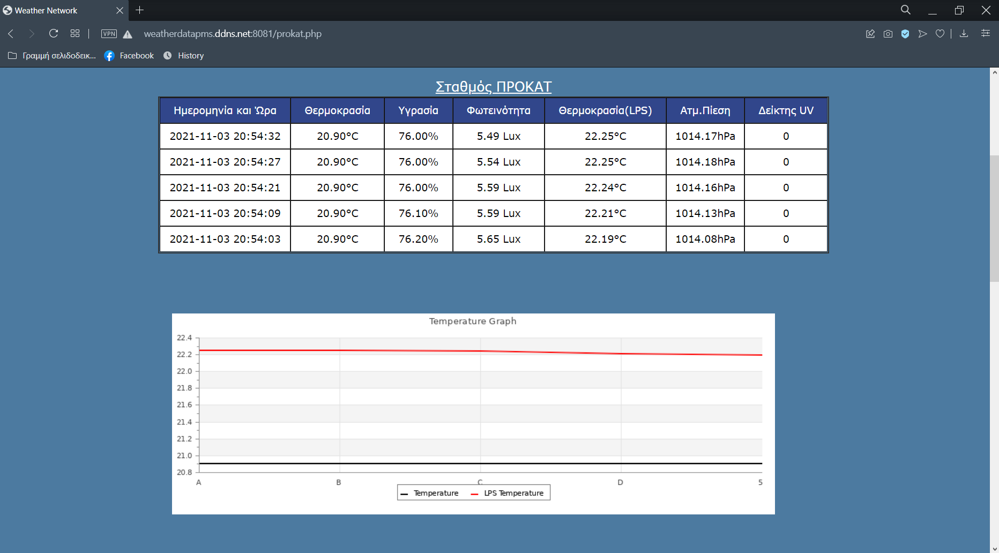 Weather Network
VPN
weatherdatapms.ddns.net:8081/prokat.php
Γραμμή σελιδοδεικ... Facebook History
Σταθμός ΠΡΟΚΑΤ
Ημερομηνία και Ώρα Θερμοκρασία Υγρασία Φωτεινότητα Θερμοκρασία(LPS) Ατμ.Πίεση Δείκτης UV
2021-11-03 20:54:32 20.90°C 76.00% 5.49 Lux 22.25°C 1014.17hPa 0
2021-11-03 20:54:27 20.90°C 76.00% 5.54 Lux 22.25°C 1014.18hPa 0
2021-11-03 20:54:21 20.90°C 76.00% 5.59 Lux 22.24°C 1014.16hPa 0
2021-11-03 20:54:09 20.90°C 76.10% 5.59 Lux 22.21°C 1014.13hPa 0
2021-11-03 20:54:03 20.90°C 76.20% 5.65 Lux 22.19°C 1014.08hPa 0
Temperature Graph
22.4
22.2
22.0
21.8
21.6
21.4
21.2
21.0
20.8
A B C D 5
Temperature LPS Temperature